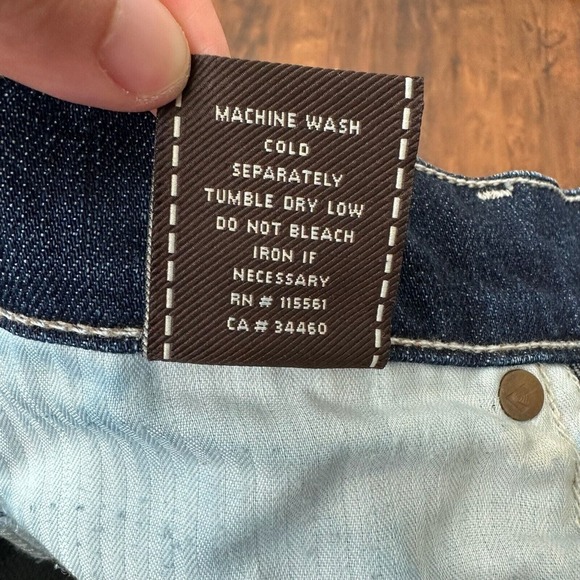 MACHINE WASH
COLD
SEPARATELY
TUMBLE DRY LOW
DO NOT BLEACH
IRON IF
NECESSARY
RN # 115561
CA # 34460